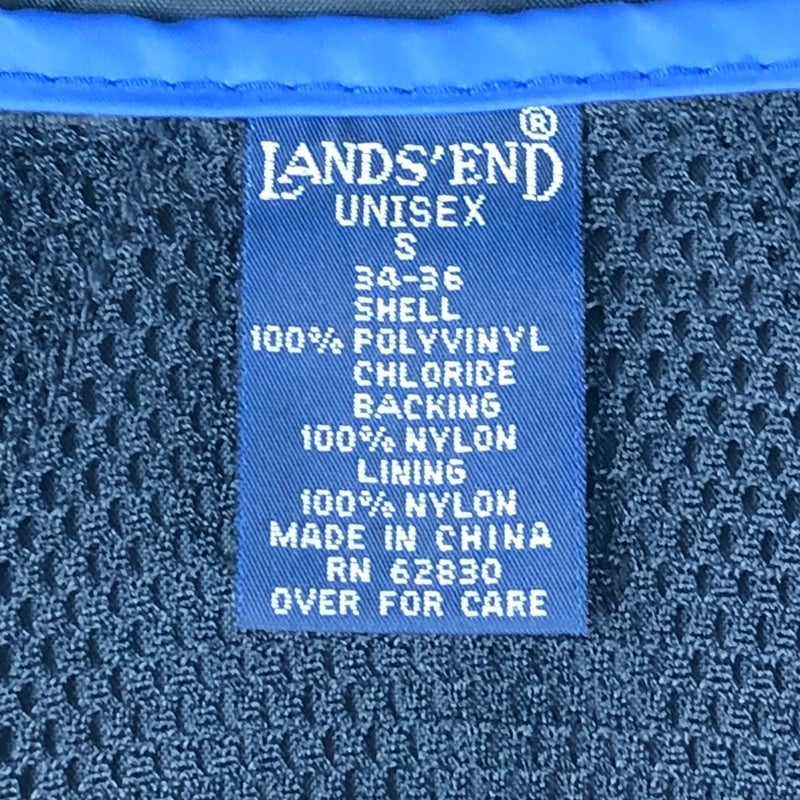 LANDS' END®
UNISEX
S
34-36
SHELL
100% POLYVINYL
CHLORIDE
BACKING
100% NYLON
LINING
100% NYLON
MADE IN CHINA
RN 62830
OVER FOR CARE